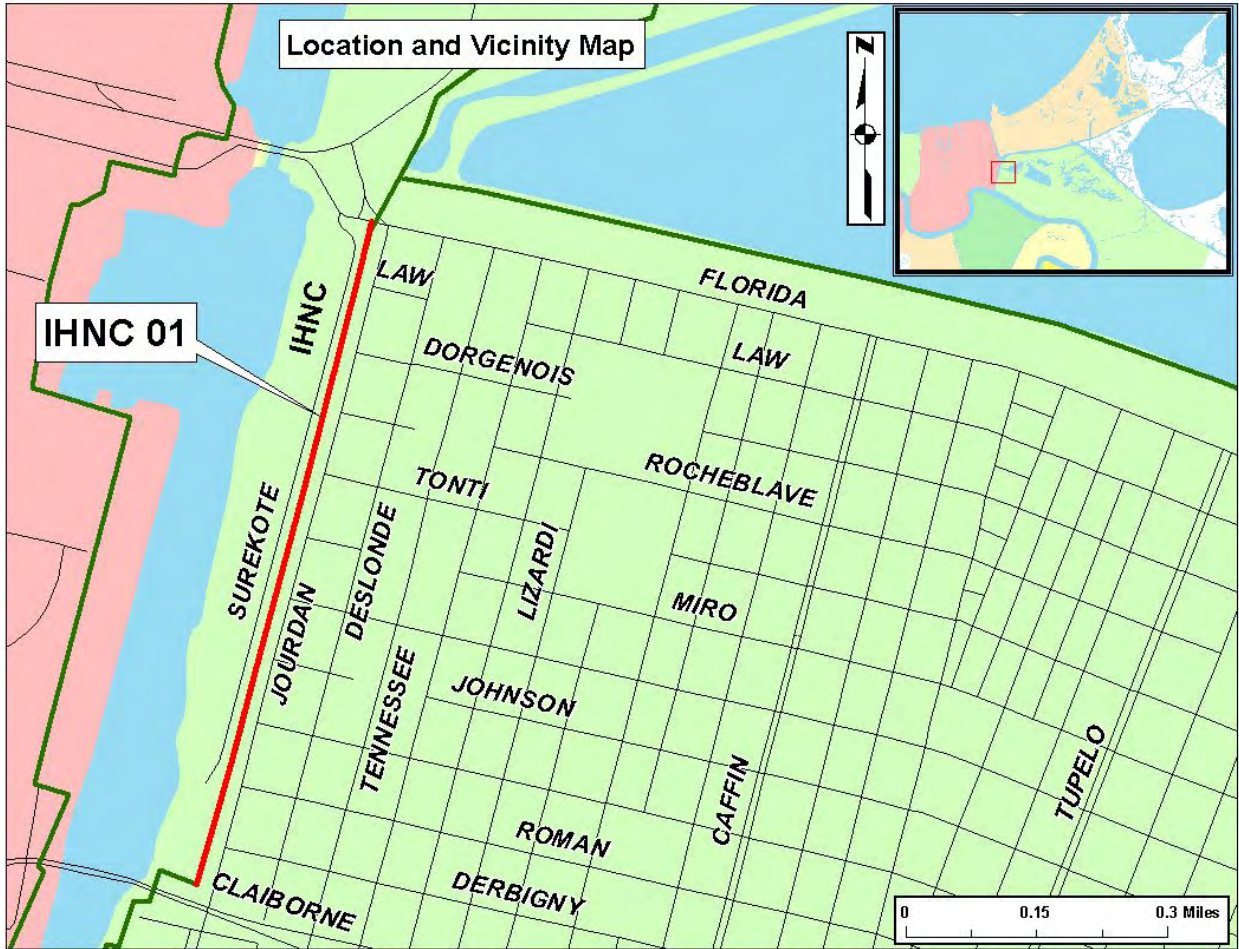 Location and Vicinity Map
N
LAW
FLORIDA
IHNC
IHNC 01
DORGENOIS
LAW
TONTI
ROCHEBLAVE
SUREKOTE
DESLONDE
LIZARDI
JOURDAN
MIRO
TENNESSEE
JOHNSON
CAFFIN
TUPELO
ROMAN
CLAIBORNE
DERBIGNY
0 0.15 0.3 Miles